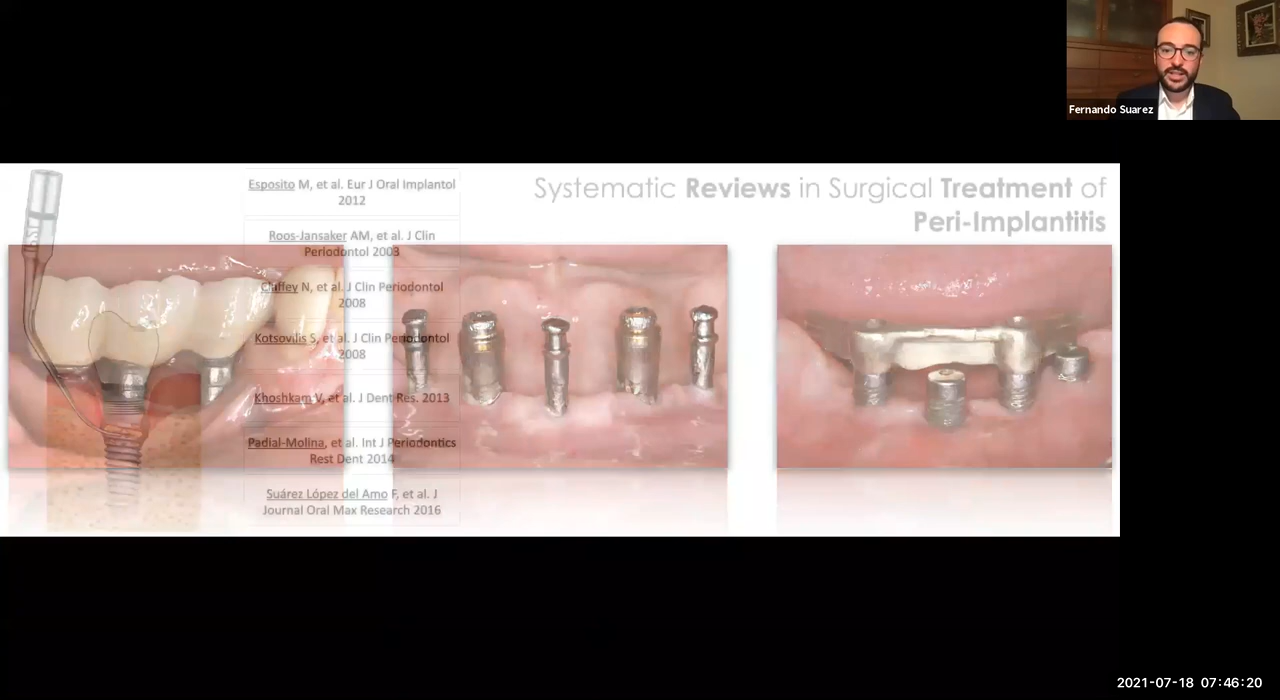 Fernando Suarez
Systematic Reviews in Surgical Treatment of
Peri-Implantitis
Esposito M, et al. Eur J Oral Implantol
2012
Roos-Jansaker AM, et al. J Clin
Periodontol 2003
Claffey N, et al. J Clin Periodontol
2008
Kotsovilis S, et al. J Clin Periodontol
2008
Khoshkam V, et al. J Dent Res. 2013
Padial-Molina, et al. Int J Periodontics
Rest Dent 2014
Suárez López del Amo F, et al. J
Journal Oral Max Research 2016
2021-07-18 07:46:20